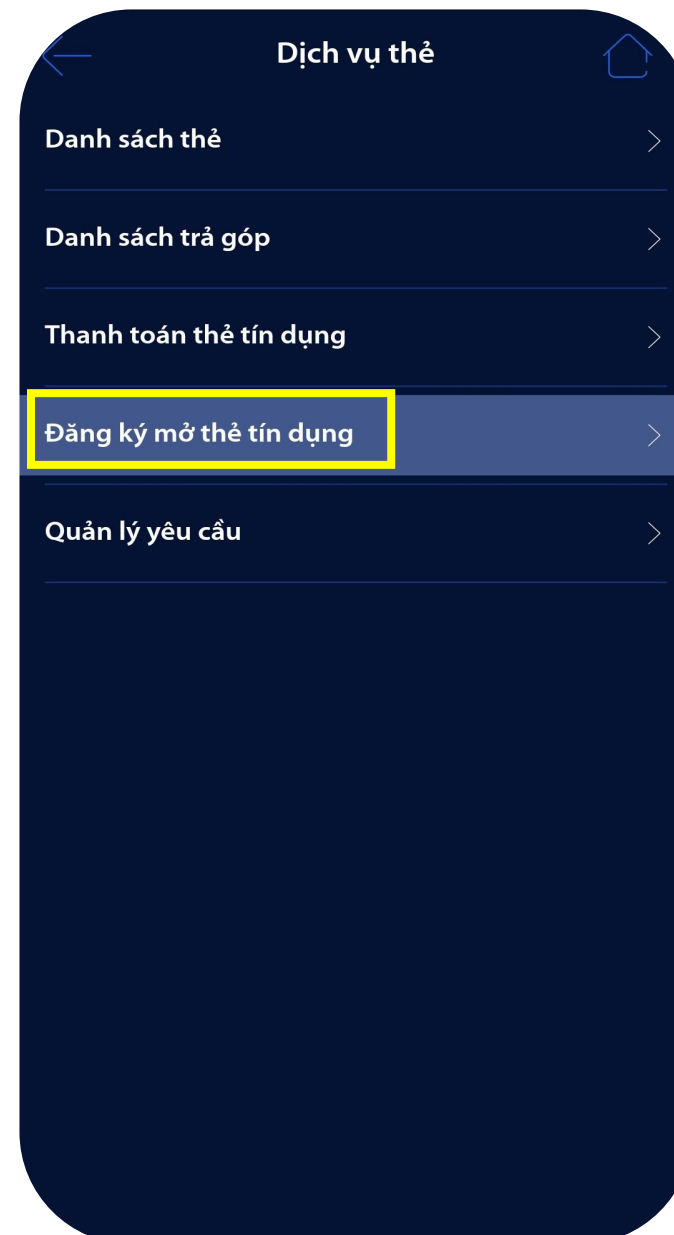 Dịch vụ thẻ
Danh sách thẻ
Danh sách trả góp
Thanh toán thẻ tín dụng
Đăng ký mở thẻ tín dụng
Quản lý yêu cầu